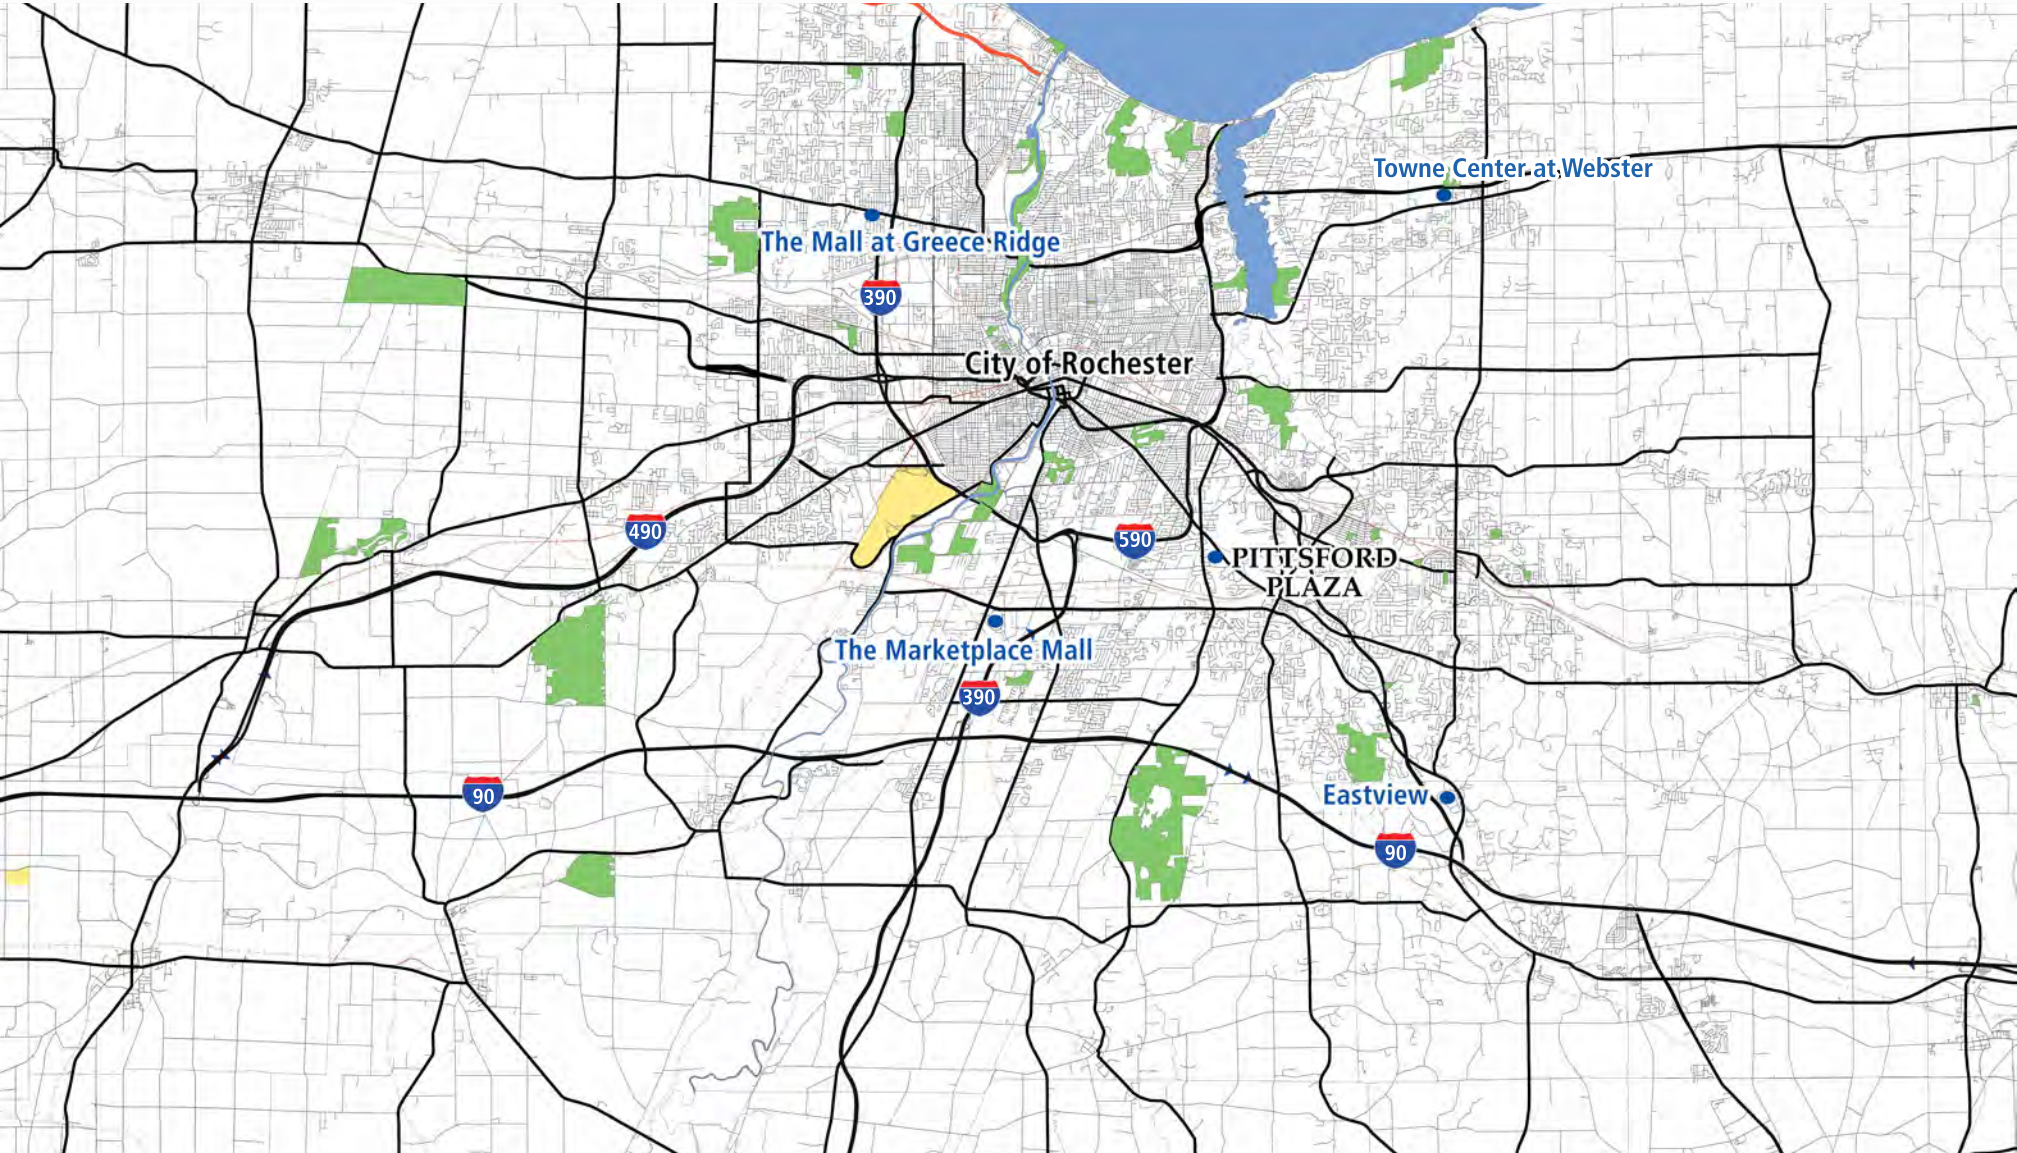 Towne Center at Webster
The Mall at Greece Ridge
390
City of Rochester
490
590
PITTSFORD
PLAZA
The Marketplace Mall
390
90
Eastview
90